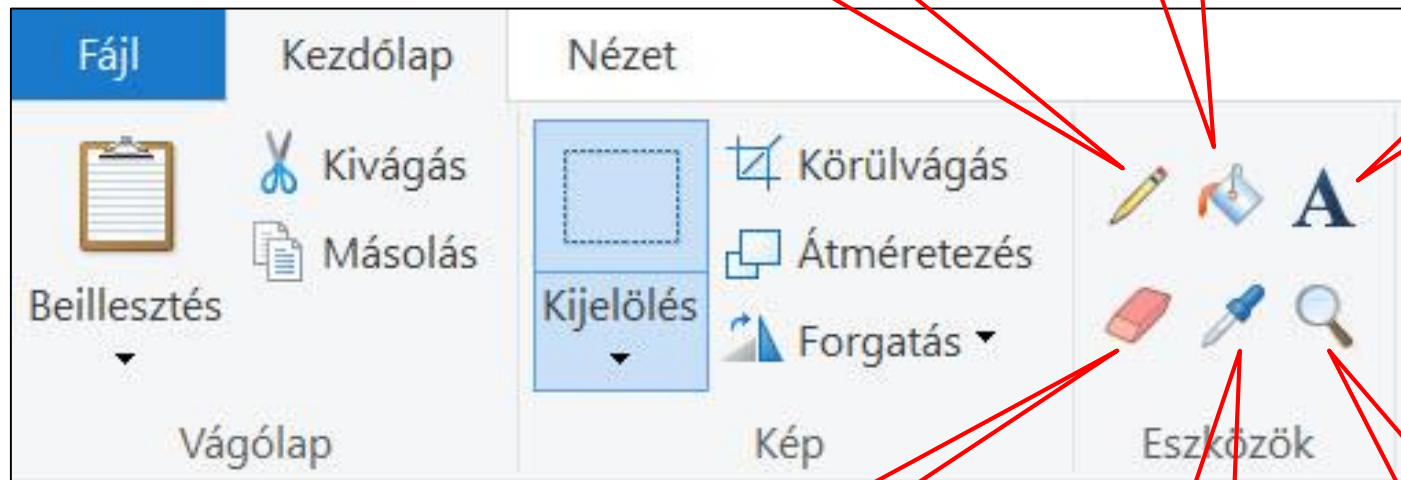 Fájl Kezdőlap Nézet
Kivágás Körülvágás
Másolás Átméretezés
Beillesztés Kijelölés Forgatás
Vágólap Kép Eszközök
A